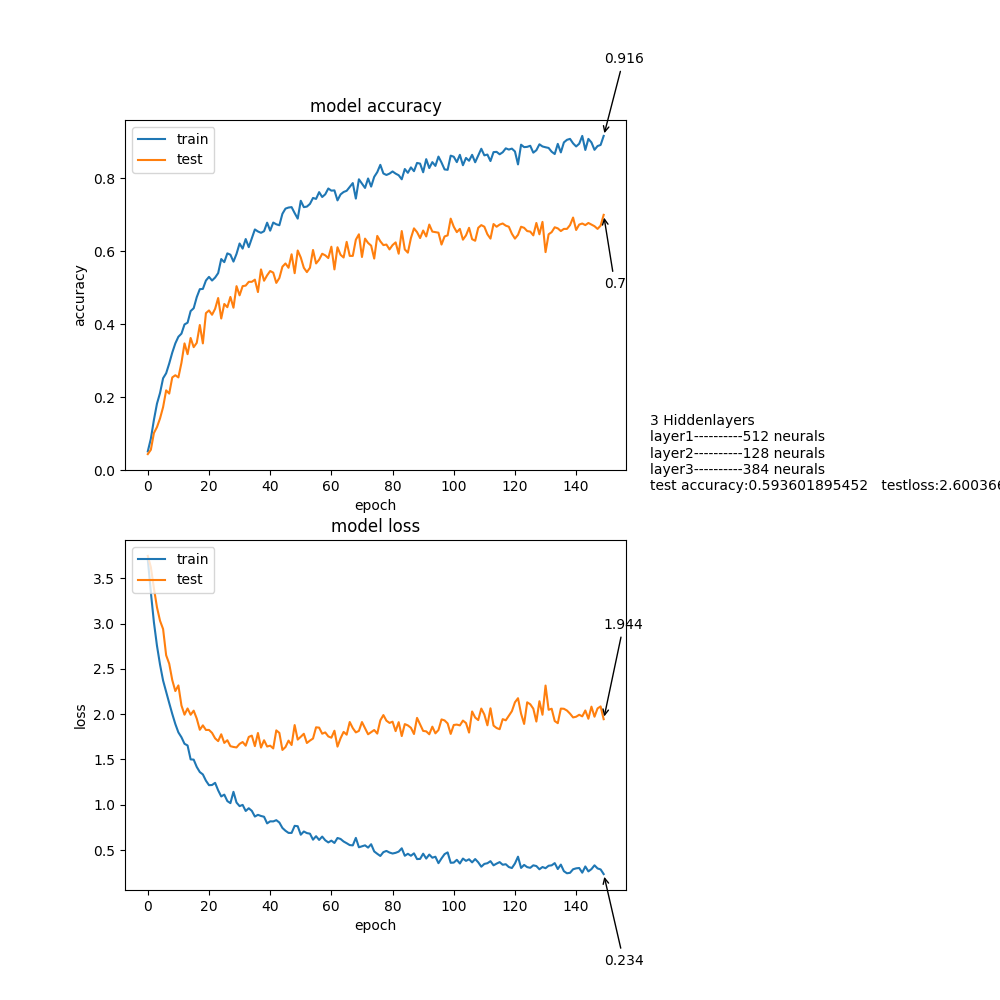 0.916
model accuracy
train
test
0.8
0.6
0.4
0.2
0.0
accuracy
0.7
0 20 40 60 80 100 120 140
epoch
3 Hiddenlayers
layer1----------512 neurals
layer2----------128 neurals
layer3----------384 neurals
test accuracy:0.593601895452 testloss:2.600366
model loss
train
test
3.5
3.0
2.5
2.0
1.5
1.0
0.5
loss
1.944
0 20 40 60 80 100 120 140
epoch
0.234